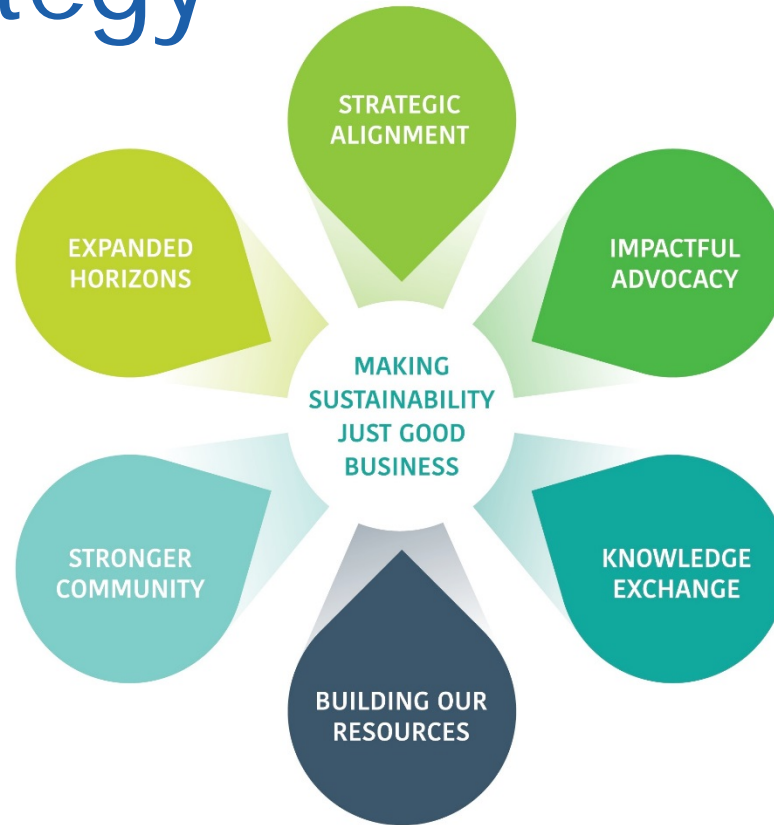 tegy
STRATEGIC
ALIGNMENT
EXPANDED
HORIZONS
IMPACTFUL
ADVOCACY
MAKING
SUSTAINABILITY
JUST GOOD
BUSINESS
STRONGER
COMMUNITY
KNOWLEDGE
EXCHANGE
BUILDING OUR
RESOURCES